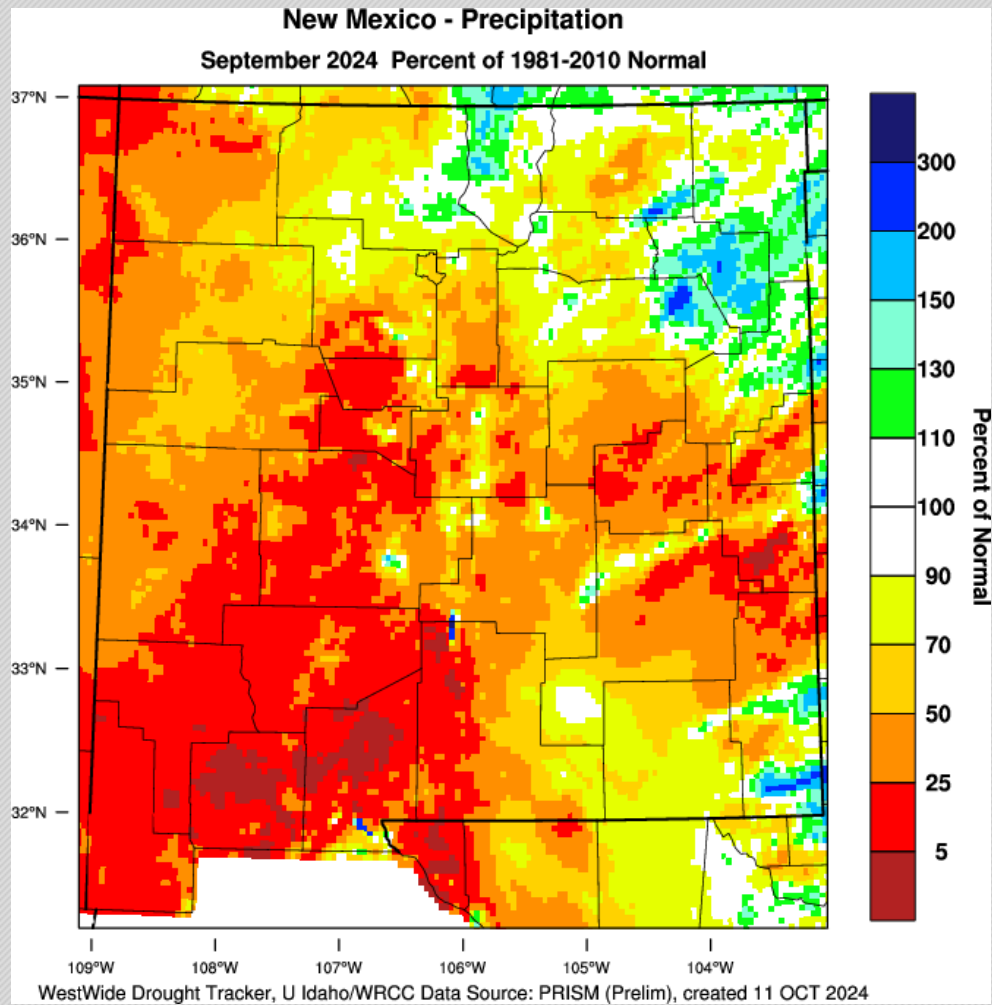 New Mexico - Precipitation
September 2024 Percent of 1981-2010 Normal
37°N
36°N
35°N
34°N
33°N
32°N
109°W 108°W 107°W 106°W 105°W 104°W
300
200
150
130
110
100
90
70
50
25
5
Percent of Normal
WestWide Drought Tracker, U Idaho/WRCC Data Source: PRISM (Prelim), created 11 OCT 2024